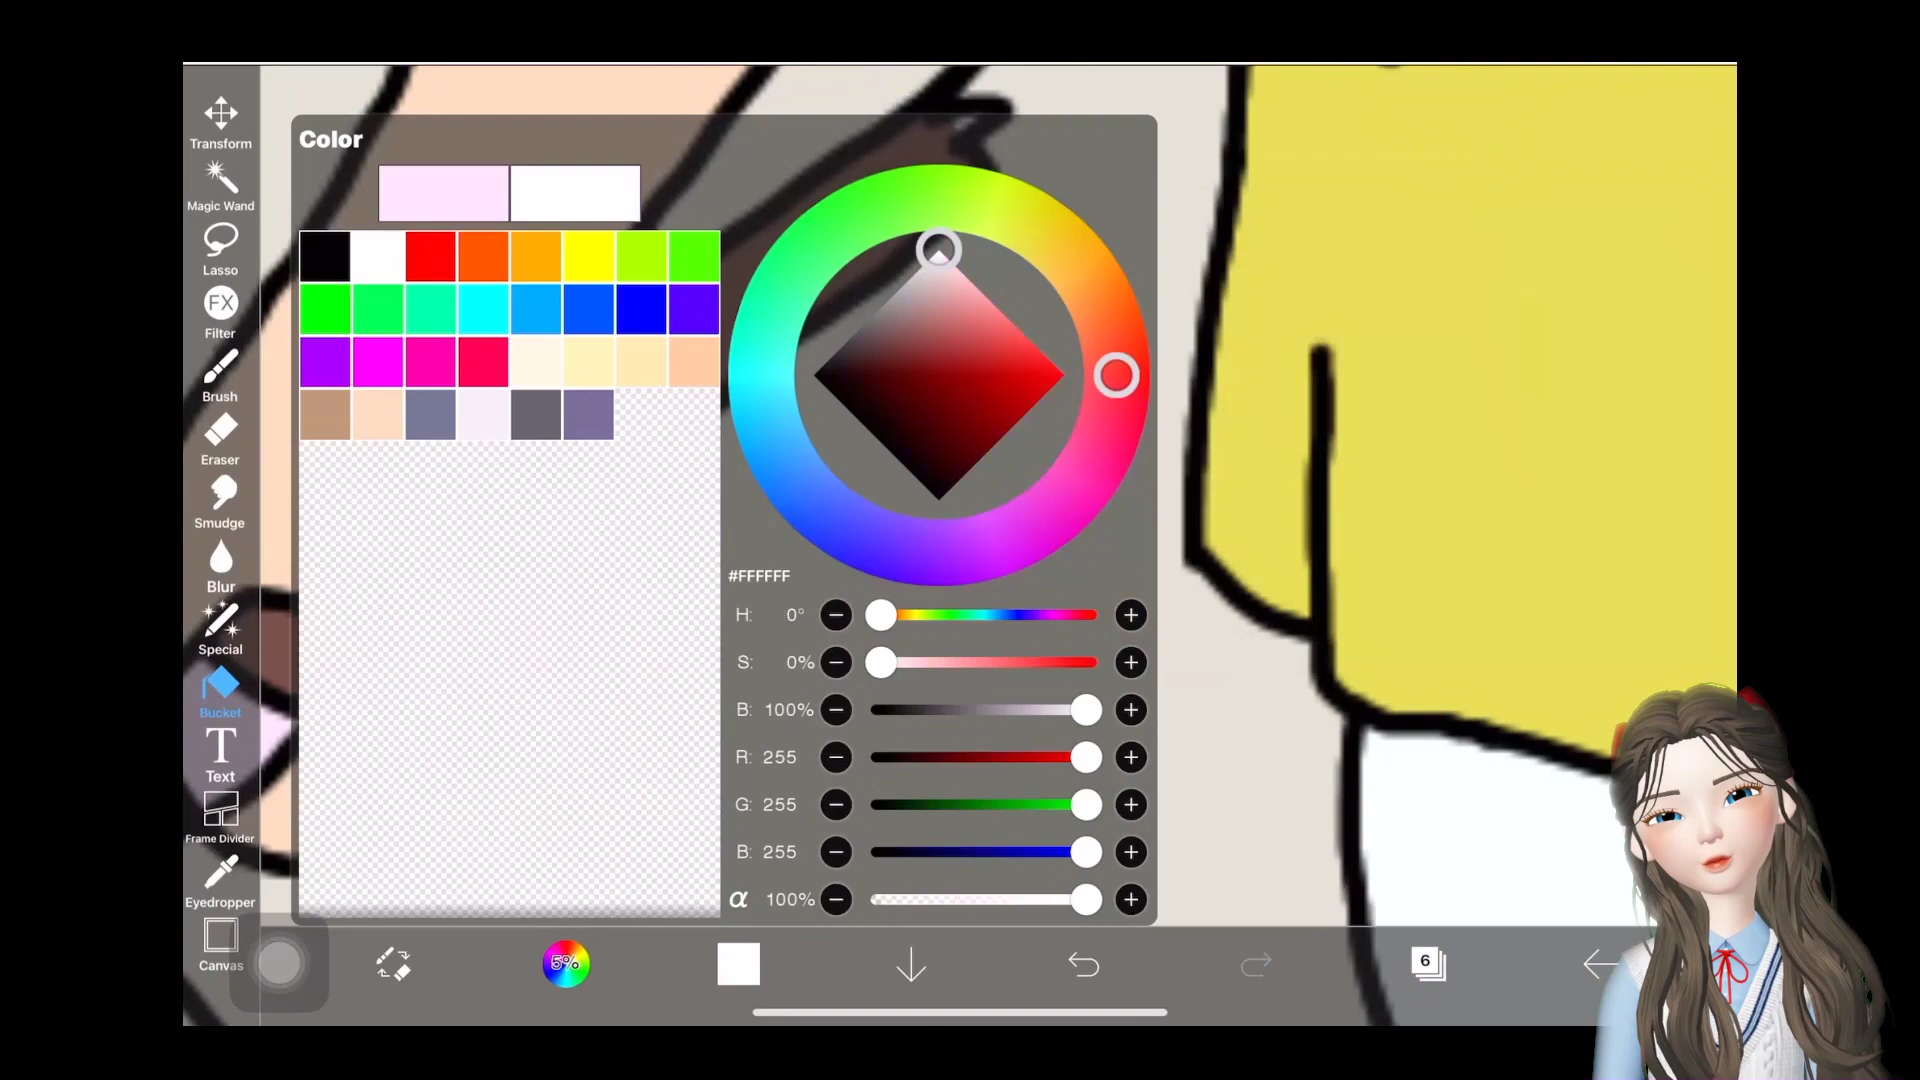 Color
Transform
Magic Wand
Lasso
FX
Filter
Brush
Eraser
Smudge
Blur
Special
Bucket
T
Text
Frame Divider
Eyedropper
Canvas
#FFFFFF
H: 0°
S: 0%
B: 100%
R: 255
G: 255
B: 255
α 100%
5%
6